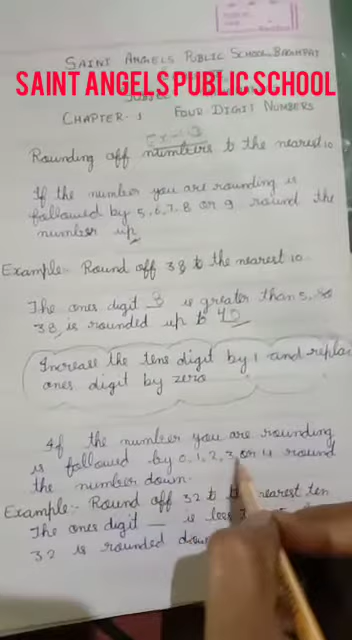 SAINT ANGELS PUBLIC SCHOOL, BAGHPAT
SAINT ANGELS PUBLIC SCHOOL
CHAPTER-1 FOUR DIGIT NUMBERS
Ex-1.3
Rounding off numbers to the nearest 10
If the number you are rounding is
followed by 5,6,7,8 or 9 round the
number up
Example:- Round off 38 to the nearest 10.
The ones digit 8 is greater than 5, so
38 is rounded up to 40
Increase the tens digit by 1 and replace
ones digit by zero
If the number you are rounding
is followed by 0,1,2,3 or 4 round
the number down.
Example:- Round off 32 to the nearest ten
The ones digit __ is less
32 is rounded down